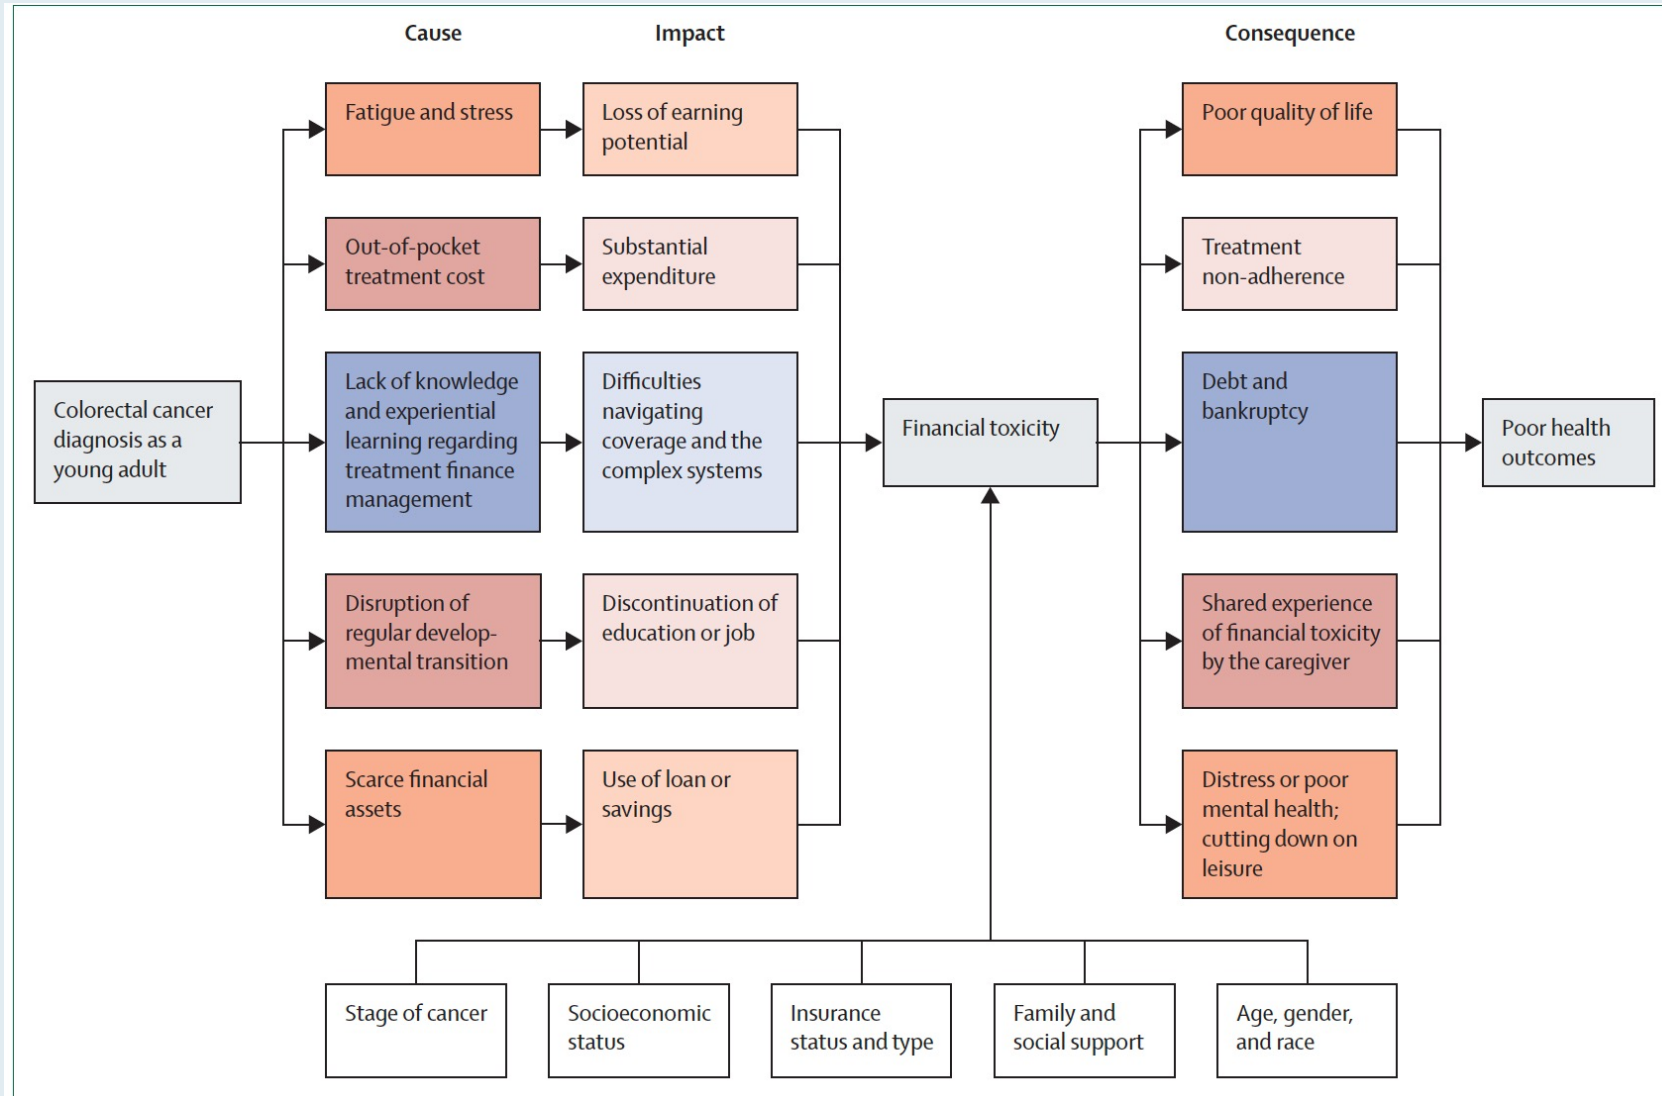 Cause
Impact
Consequence
Fatigue and stress
Loss of earning
potential
Poor quality of life
Out-of-pocket
treatment cost
Substantial
expenditure
Treatment
non-adherence
Colorectal cancer
diagnosis as a
young adult
Lack of knowledge
and experiential
learning regarding
treatment finance
management
Difficulties
navigating
coverage and the
complex systems
Financial toxicity
Debt and
bankruptcy
Poor health
outcomes
Disruption of
regular develop-
mental transition
Discontinuation of
education or job
Shared experience
of financial toxicity
by the caregiver
Scarce financial
assets
Use of loan or
savings
Distress or poor
mental health;
cutting down on
leisure
Stage of cancer
Socioeconomic
status
Insurance
status and type
Family and
social support
Age, gender,
and race